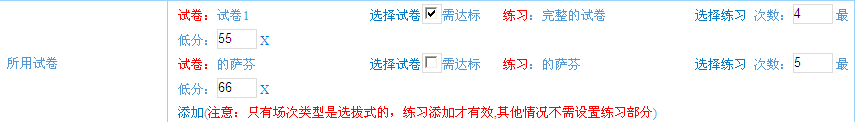 试卷：试卷1 选择试卷 需达标 练习：完整的试卷 选择练习 次数：4 最
低分：55 X
所用试卷
试卷：的萨芬 选择试卷 需达标 练习：的萨芬 选择练习 次数：5 最
低分：66 X
添加(注意：只有场次类型是选拔式的，练习添加才有效,其他情况不需设置练习部分)